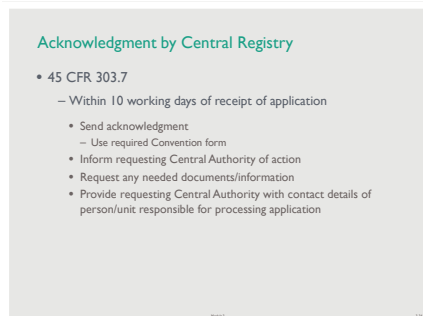 Acknowledgment by Central Registry
• 45 CFR 303.7
– Within 10 working days of receipt of application
• Send acknowledgment
– Use required Convention form
• Inform requesting Central Authority of action
• Request any needed documents/information
• Provide requesting Central Authority with contact details of
person/unit responsible for processing application